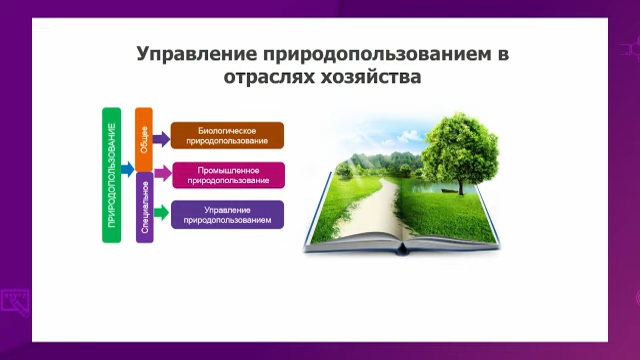 Управление природопользованием в
отраслях хозяйства
ПРИРОДОПОЛЬЗОВАНИЕ
Общее
Специальное
Биологическое
природопользование
Промышленное
природопользование
Управление
природопользованием